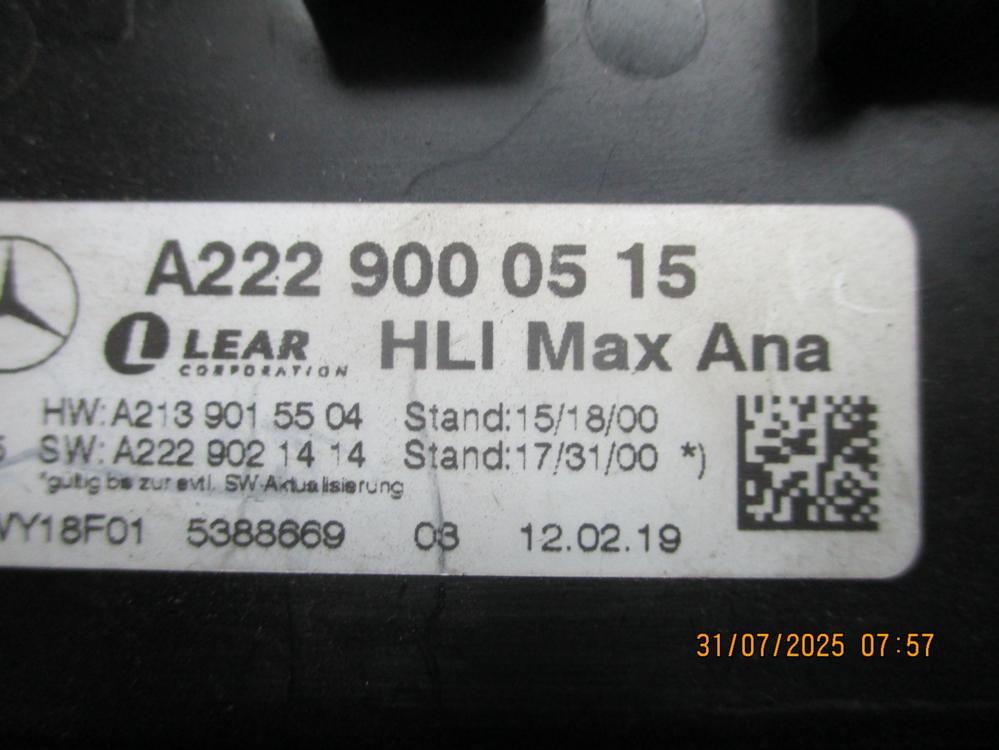 A222 900 05 15
LEAR HLI Max Ana
CORPORATION
HW: A213 901 55 04 Stand:15/18/00
SW: A222 902 14 14 Stand:17/31/00 *)
*gültig bis zur evtl. SW-Aktualisierung
VY18F01 5388669 03 12.02.19
31/07/2025 07:57